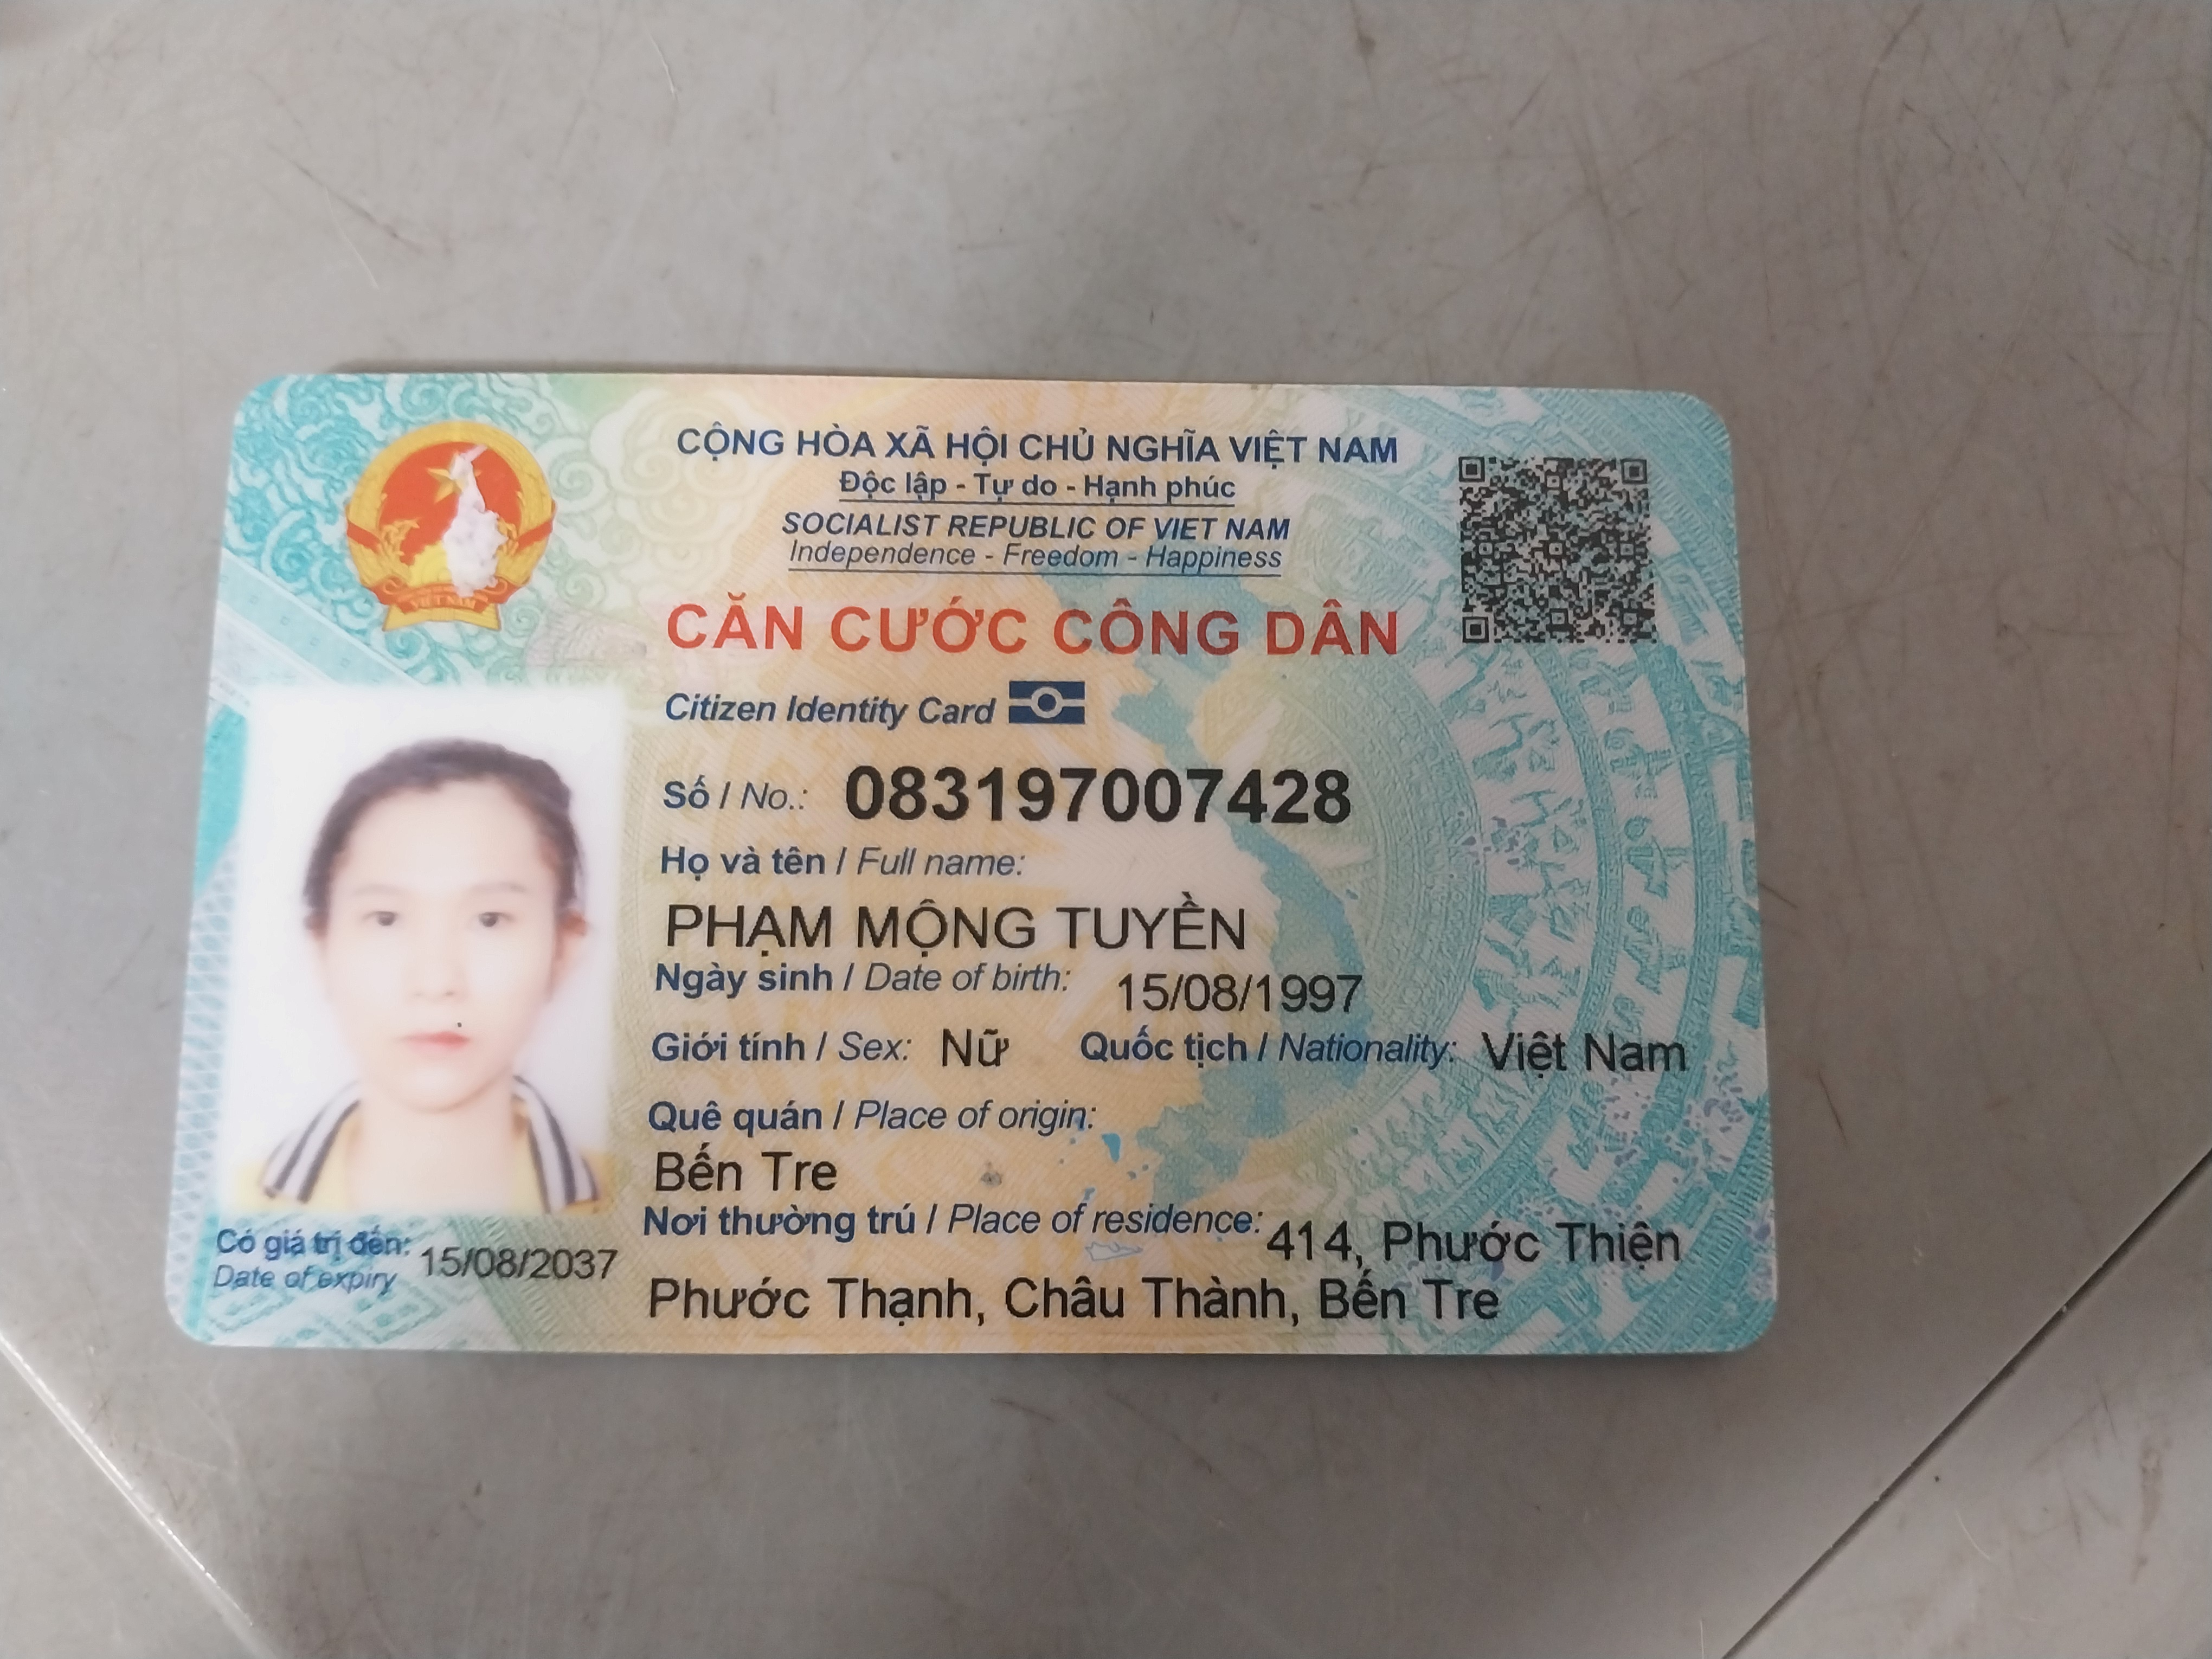 CỘNG HÒA XÃ HỘI CHỦ NGHĨA VIỆT NAM
Độc lập - Tự do - Hạnh phúc
SOCIALIST REPUBLIC OF VIET NAM
Independence - Freedom - Happiness
CĂN CƯỚC CÔNG DÂN
Citizen Identity Card
Số / No.: 083197007428
Họ và tên / Full name:
PHẠM MỘNG TUYỀN
Ngày sinh / Date of birth: 15/08/1997
Giới tính / Sex: Nữ Quốc tịch / Nationality: Việt Nam
Quê quán / Place of origin:
Bến Tre
Nơi thường trú / Place of residence: 414, Phước Thiện
Phước Thạnh, Châu Thành, Bến Tre
Có giá trị đến: 15/08/2037
Date of expiry
VIỆT NAM